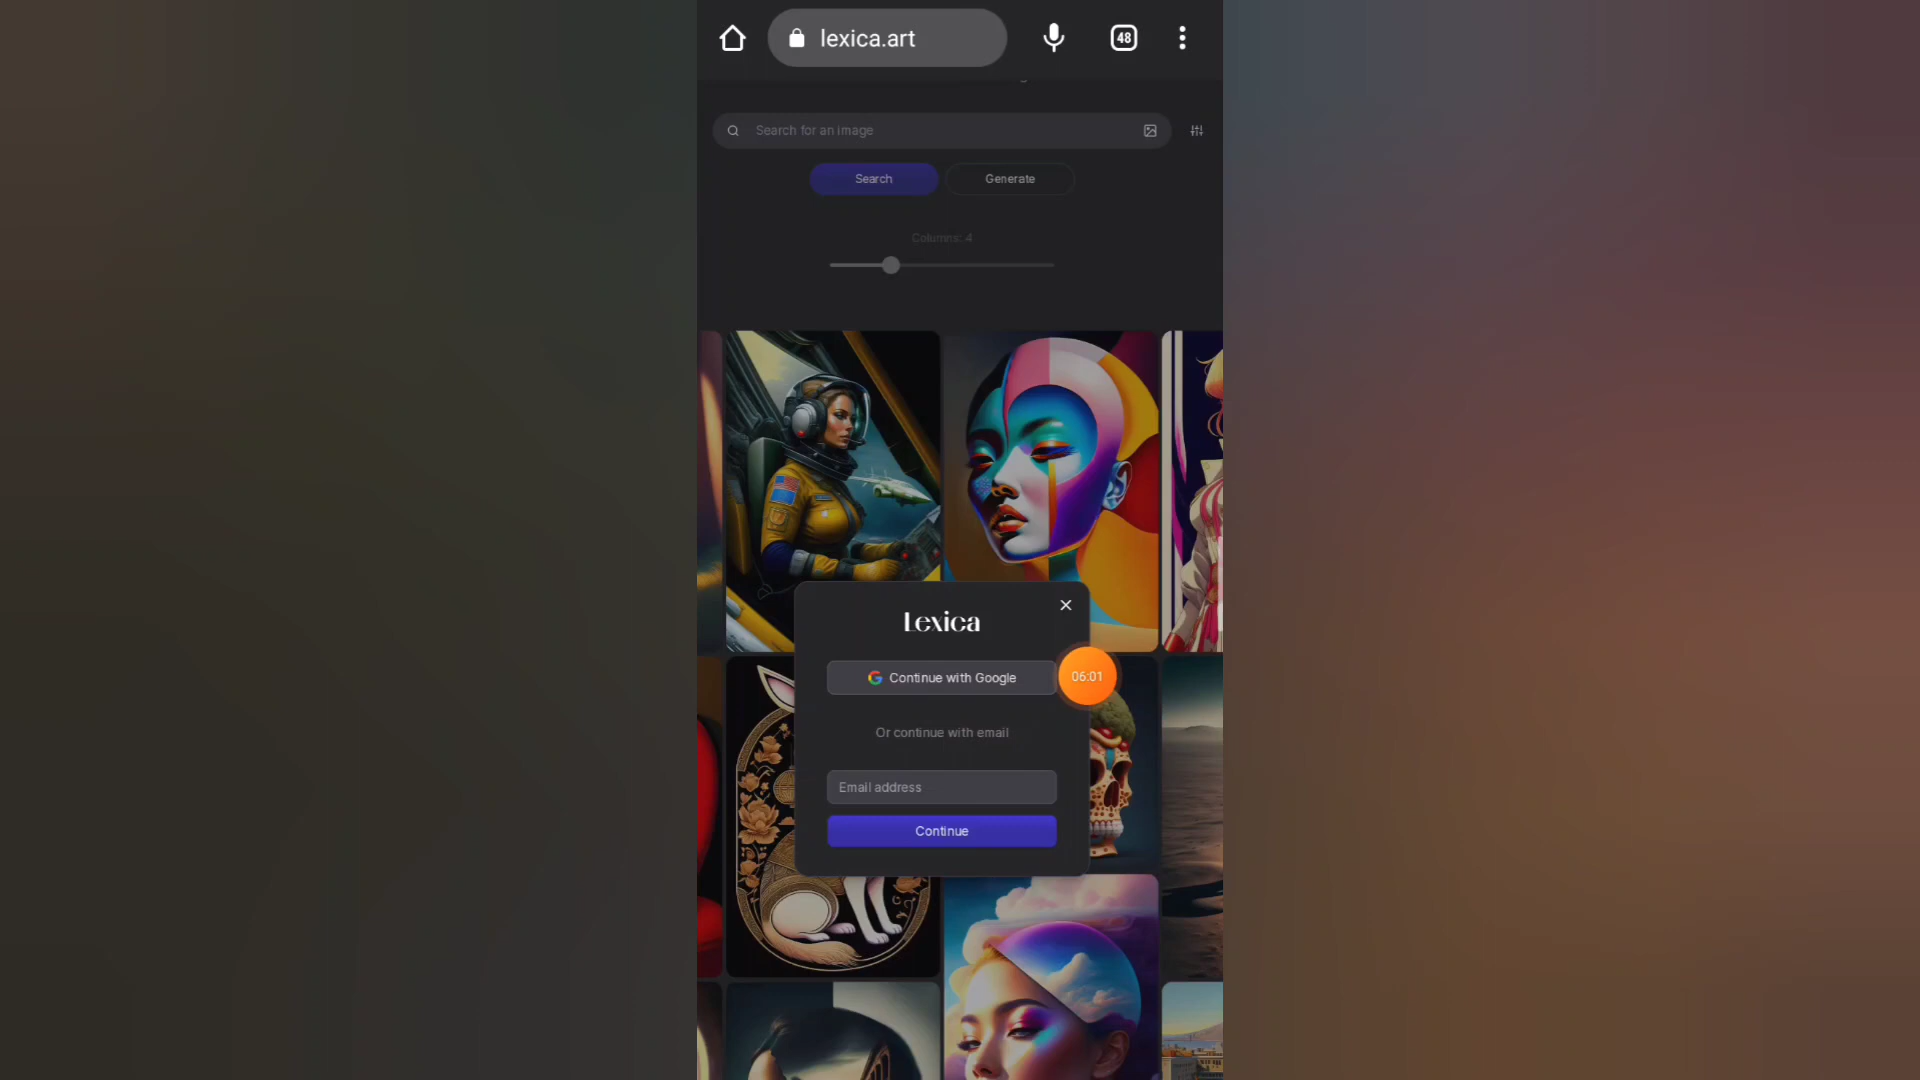 lexica.art
48
Search for an image
Search
Generate
Columns: 4
Lexica
Continue with Google
06:01
Or continue with email
Email address
Continue